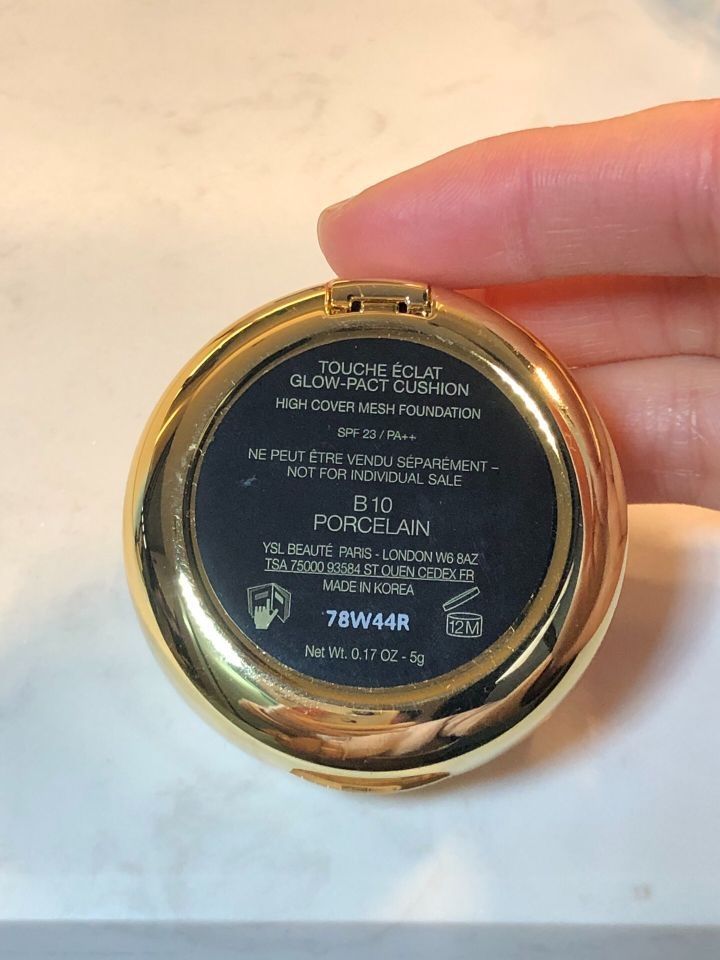 TOUCHE ÉCLAT
GLOW-PACT CUSHION
HIGH COVER MESH FOUNDATION
SPF 23 / PA++
NE PEUT ÊTRE VENDU SÉPARÉMENT –
NOT FOR INDIVIDUAL SALE
B 10
PORCELAIN
YSL BEAUTÉ PARIS - LONDON W6 8AZ
TSA 75000 93584 ST OUEN CEDEX FR
MADE IN KOREA
78W44R
12M
Net Wt. 0.17 OZ - 5g